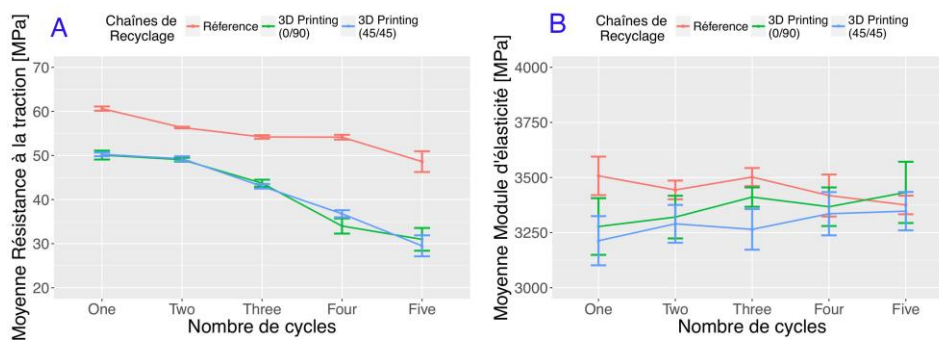 A
Chaînes de
Recyclage
Réference
3D Printing
(0/90)
3D Printing
(45/45)
Moyenne Résistance à la traction [MPa]
70
60
50
40
30
20
One Two Three Four Five
Nombre de cycles
B
Chaînes de
Recyclage
Réference
3D Printing
(0/90)
3D Printing
(45/45)
Moyenne Module d'élasticité [MPa]
4000
3500
3250
3000
One Two Three Four Five
Nombre de cycles